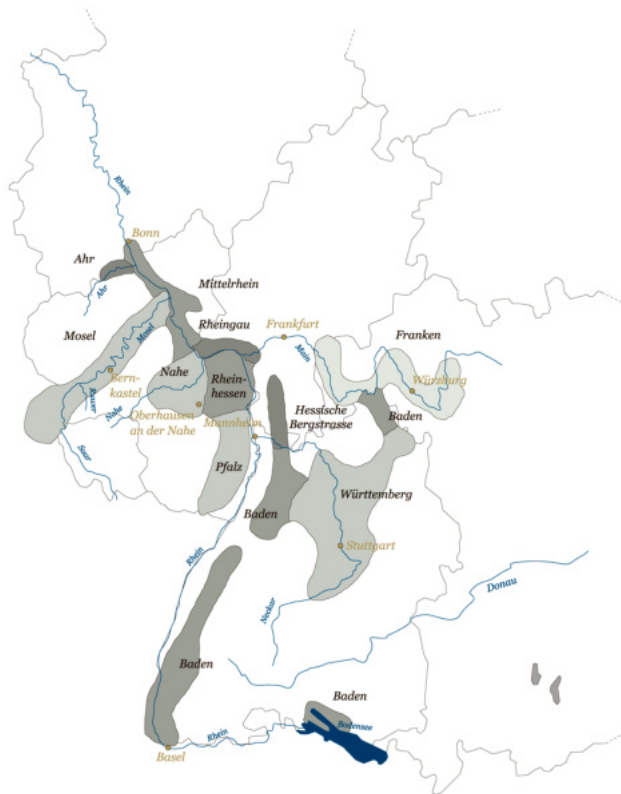 Rhein
Bonn
Ahr
Ahr
Mittelrhein
Rheingau
Mosel
Mosel
Frankfurt
Main
Franken
Bern-
kastel
Nahe
Rhein-
hessen
Würzburg
Ruwer
Nahe
Oberhausen
an der Nahe
Mannheim
Hessische
Bergstrasse
Baden
Saar
Pfalz
Württemberg
Baden
Stuttgart
Rhein
Donau
Neckar
Baden
Baden
Bodensee
Rhein
Basel